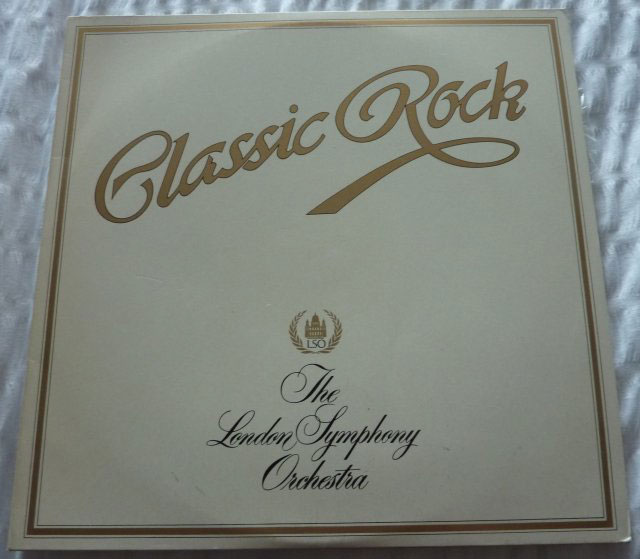 Classic Rock
LSO
The
London Symphony
Orchestra